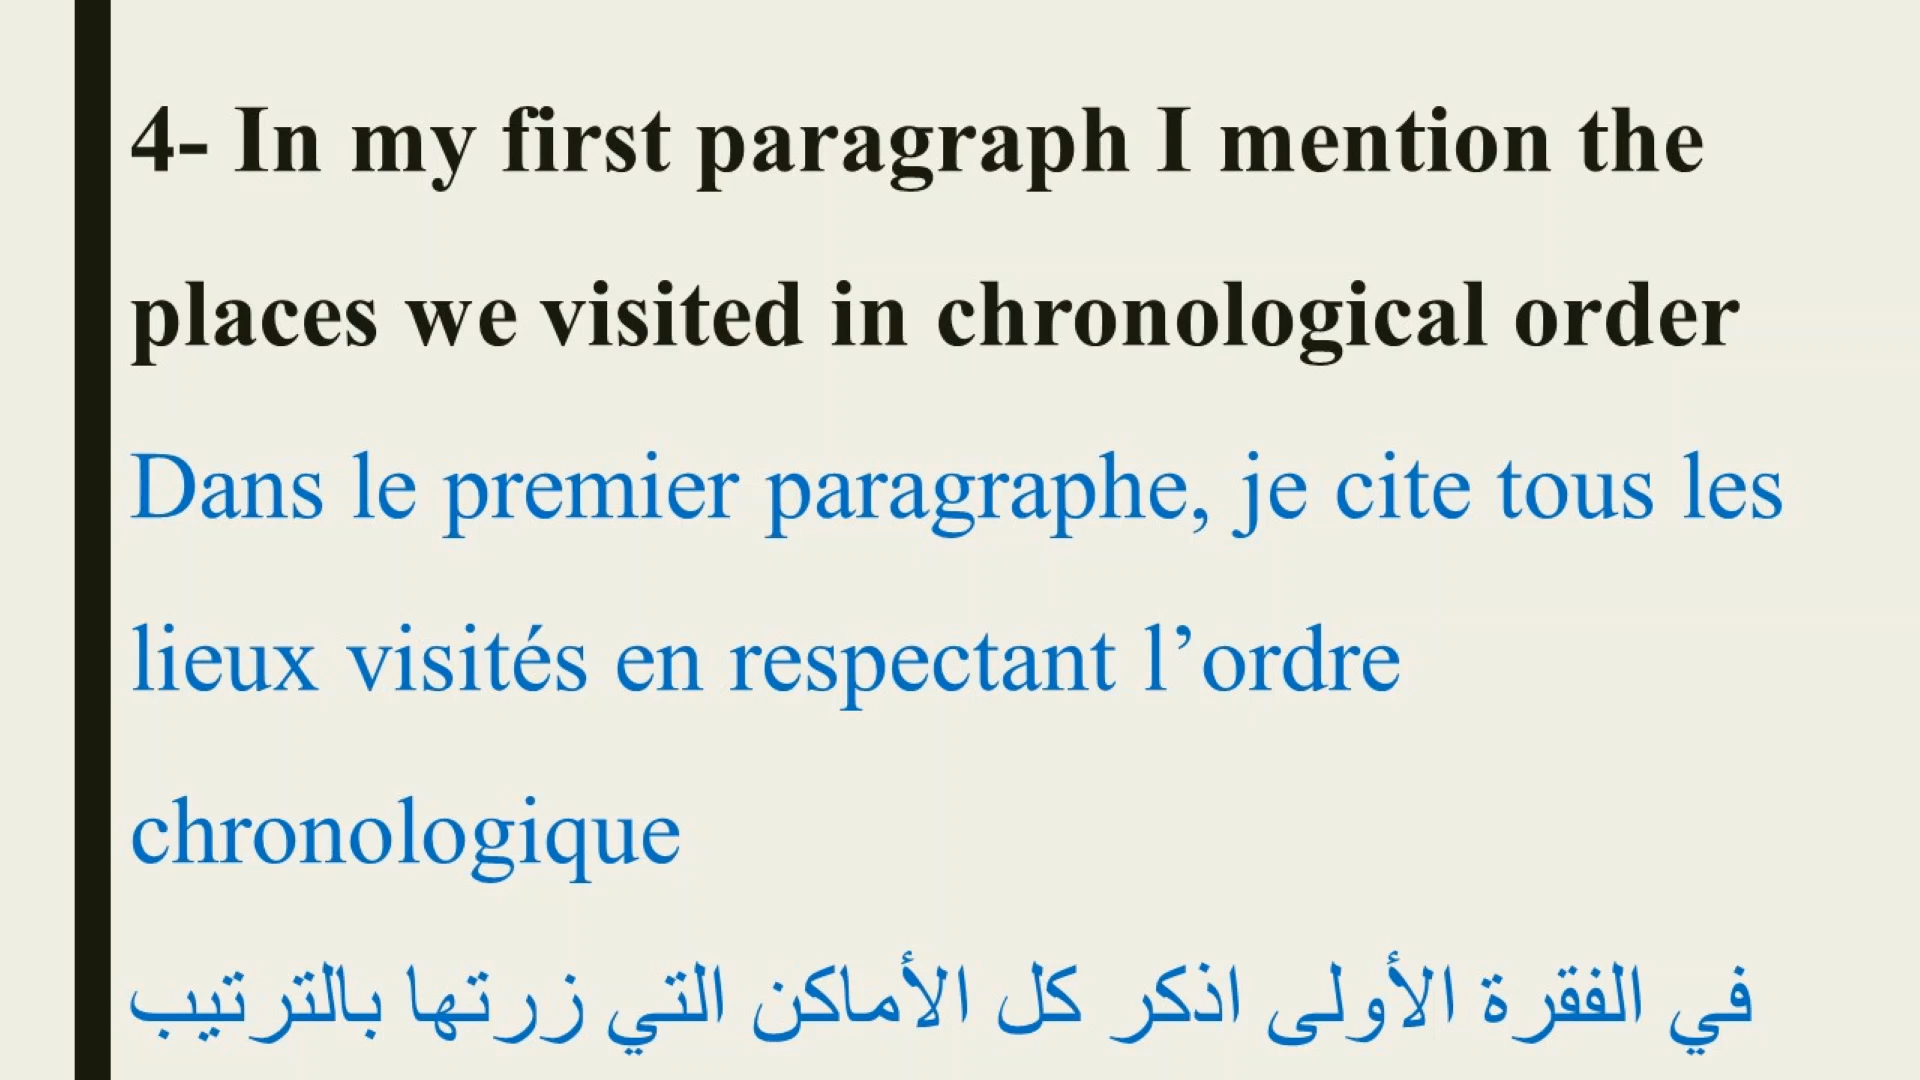 4- In my first paragraph I mention the
places we visited in chronological order
Dans le premier paragraphe, je cite tous les
lieux visités en respectant l’ordre
chronologique
في الفقرة الأولى اذكر كل الأماكن التي زرتها بالترتيب